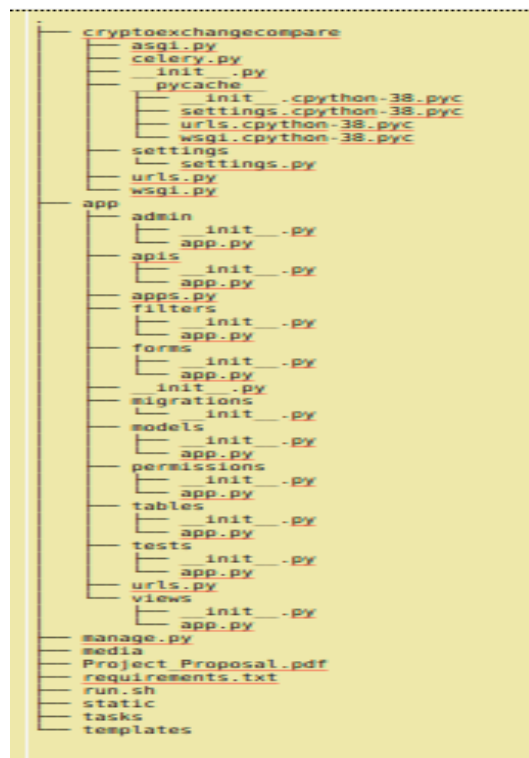 .
├── cryptoexchangecompare
│   ├── asgi.py
│   ├── celery.py
│   ├── __init__.py
│   ├── __pycache__
│   │   ├── __init__.cpython-38.pyc
│   │   ├── settings.cpython-38.pyc
│   │   ├── urls.cpython-38.pyc
│   │   └── wsgi.cpython-38.pyc
│   ├── settings
│   │   └── settings.py
│   ├── urls.py
│   └── wsgi.py
├── app
│   ├── admin
│   │   ├── __init__.py
│   │   └── app.py
│   ├── apis
│   │   ├── __init__.py
│   │   └── app.py
│   ├── apps.py
│   ├── filters
│   │   ├── __init__.py
│   │   └── app.py
│   ├── forms
│   │   ├── __init__.py
│   │   └── app.py
│   ├── __init__.py
│   ├── migrations
│   │   └── __init__.py
│   ├── models
│   │   ├── __init__.py
│   │   └── app.py
│   ├── permissions
│   │   ├── __init__.py
│   │   └── app.py
│   ├── tables
│   │   ├── __init__.py
│   │   └── app.py
│   ├── tests
│   │   ├── __init__.py
│   │   └── app.py
│   ├── urls.py
│   └── views
│       ├── __init__.py
│       └── app.py
├── manage.py
├── media
├── Project_Proposal.pdf
├── requirements.txt
├── run.sh
├── static
├── tasks
└── templates